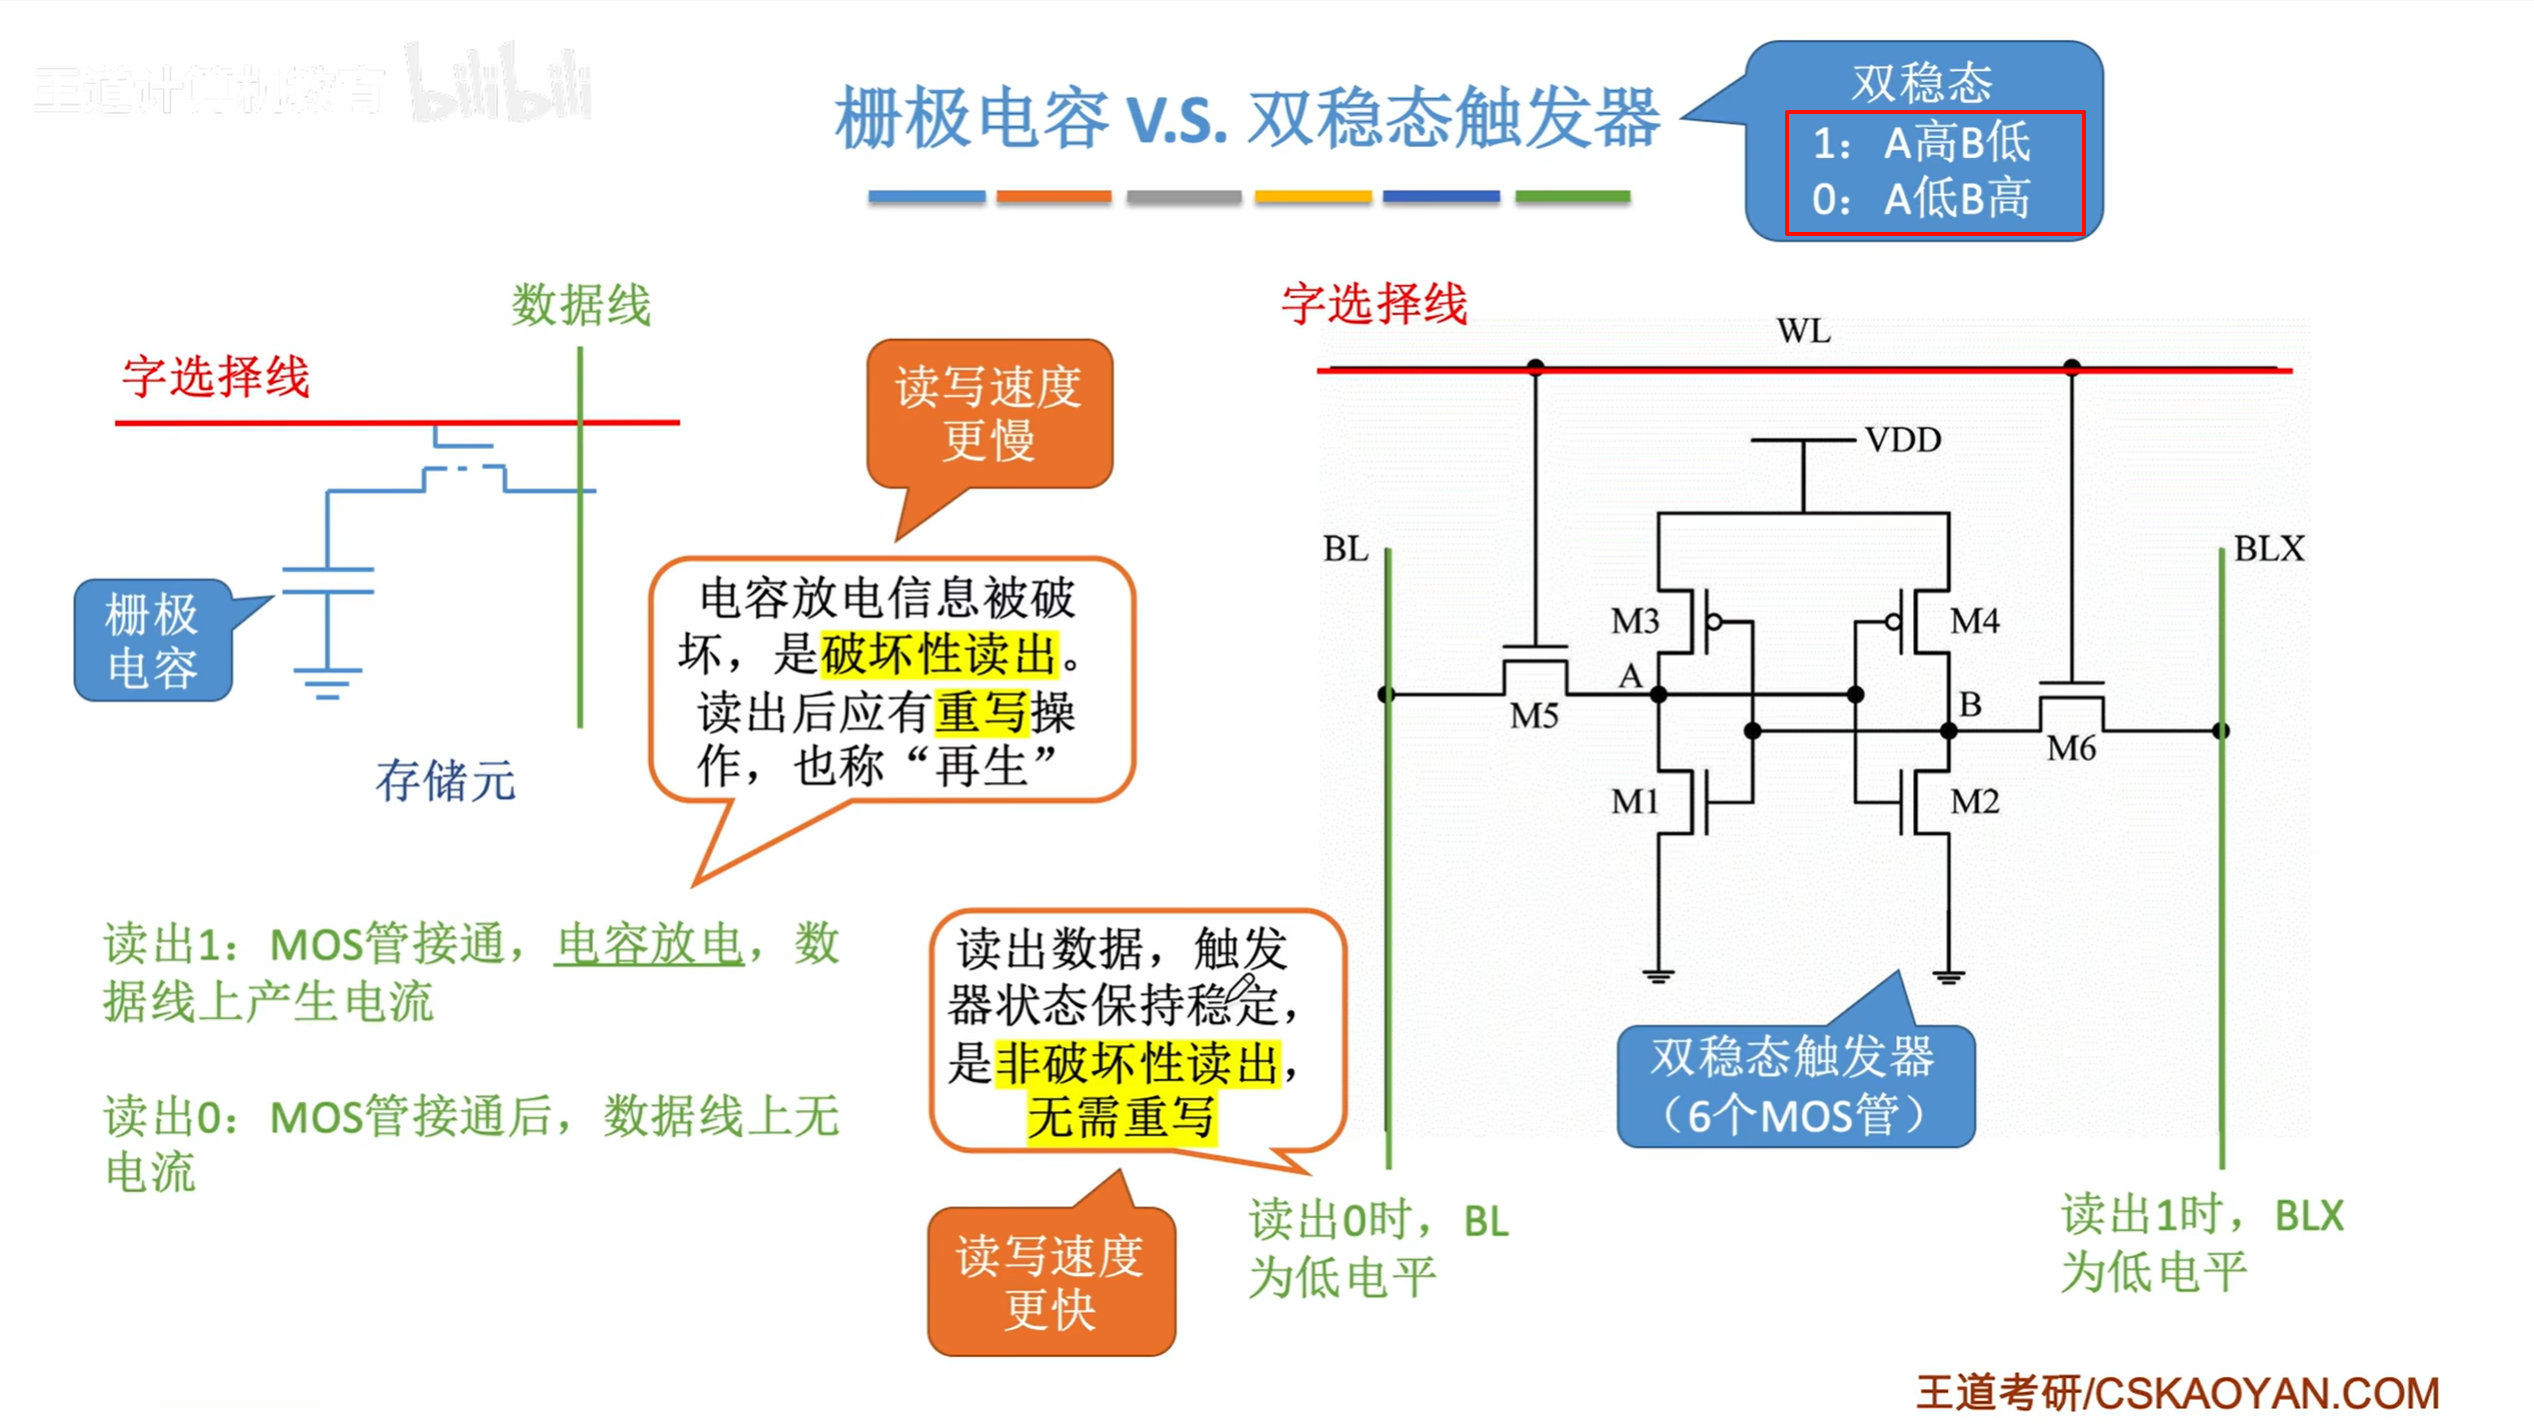 王道计算机教育 bilibili
栅极电容 V.S. 双稳态触发器
双稳态
1：A高B低
0：A低B高
数据线
字选择线
栅极
电容
存储元
读写速度
更慢
电容放电信息被破
坏，是破坏性读出。
读出后应有重写操
作，也称“再生”
读出1：MOS管接通，电容放电，数
据线上产生电流
读出0：MOS管接通后，数据线上无
电流
读出数据，触发
器状态保持稳定，
是非破坏性读出，
无需重写
读写速度
更快
字选择线
WL
VDD
BL
BLX
M3
M4
A
B
M5
M6
M1
M2
双稳态触发器
（6个MOS管）
读出0时，BL
为低电平
读出1时，BLX
为低电平
王道考研/CSKAOYAN.COM